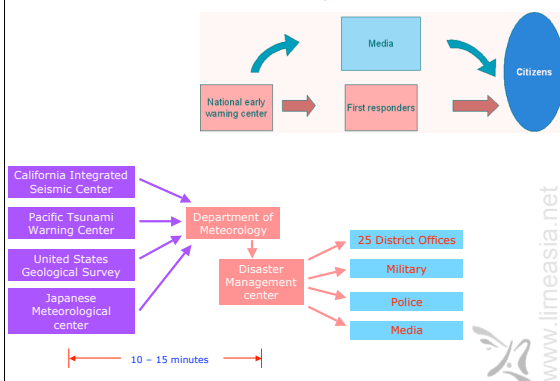 Media
Citizens
National early
warning center
First responders
California Integrated
Seismic Center
Pacific Tsunami
Warning Center
United States
Geological Survey
Japanese
Meteorological
center
Department of
Meteorology
Disaster
Management
center
25 District Offices
Military
Police
Media
10 – 15 minutes
www.lirneasia.net